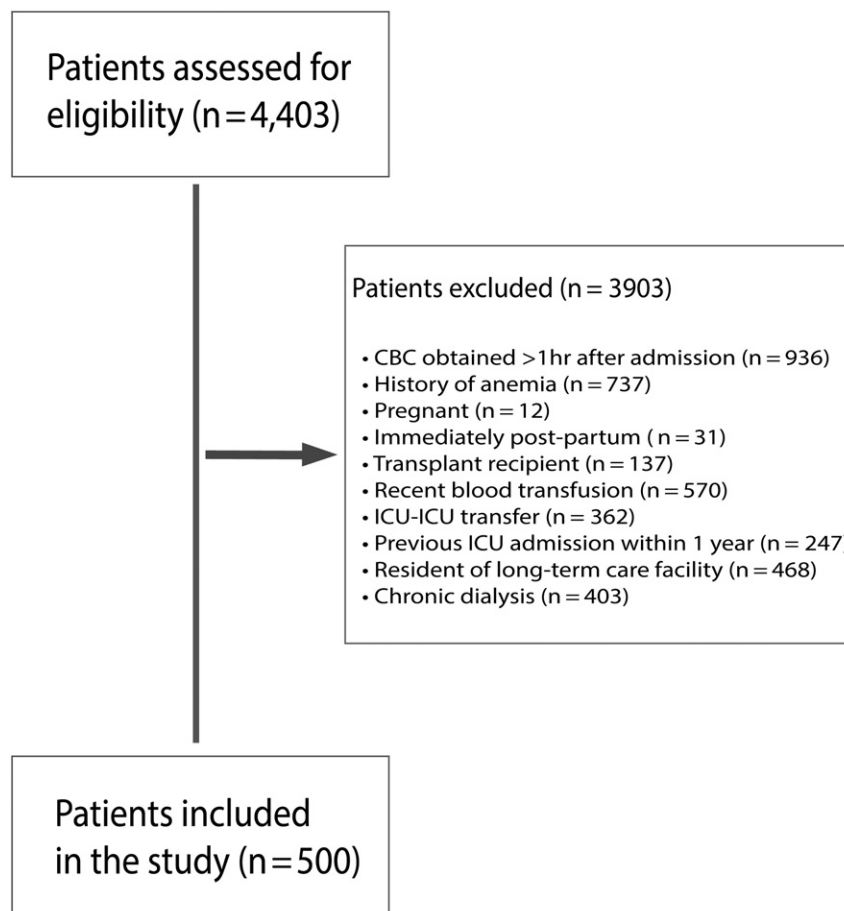 Patients assessed for
eligibility (n=4,403)
Patients excluded (n=3903)
• CBC obtained >1hr after admission (n=936)
• History of anemia (n=737)
• Pregnant (n=12)
• Immediately post-partum (n=31)
• Transplant recipient (n=137)
• Recent blood transfusion (n=570)
• ICU-ICU transfer (n=362)
• Previous ICU admission within 1 year (n=247)
• Resident of long-term care facility (n=468)
• Chronic dialysis (n=403)
Patients included
in the study (n=500)